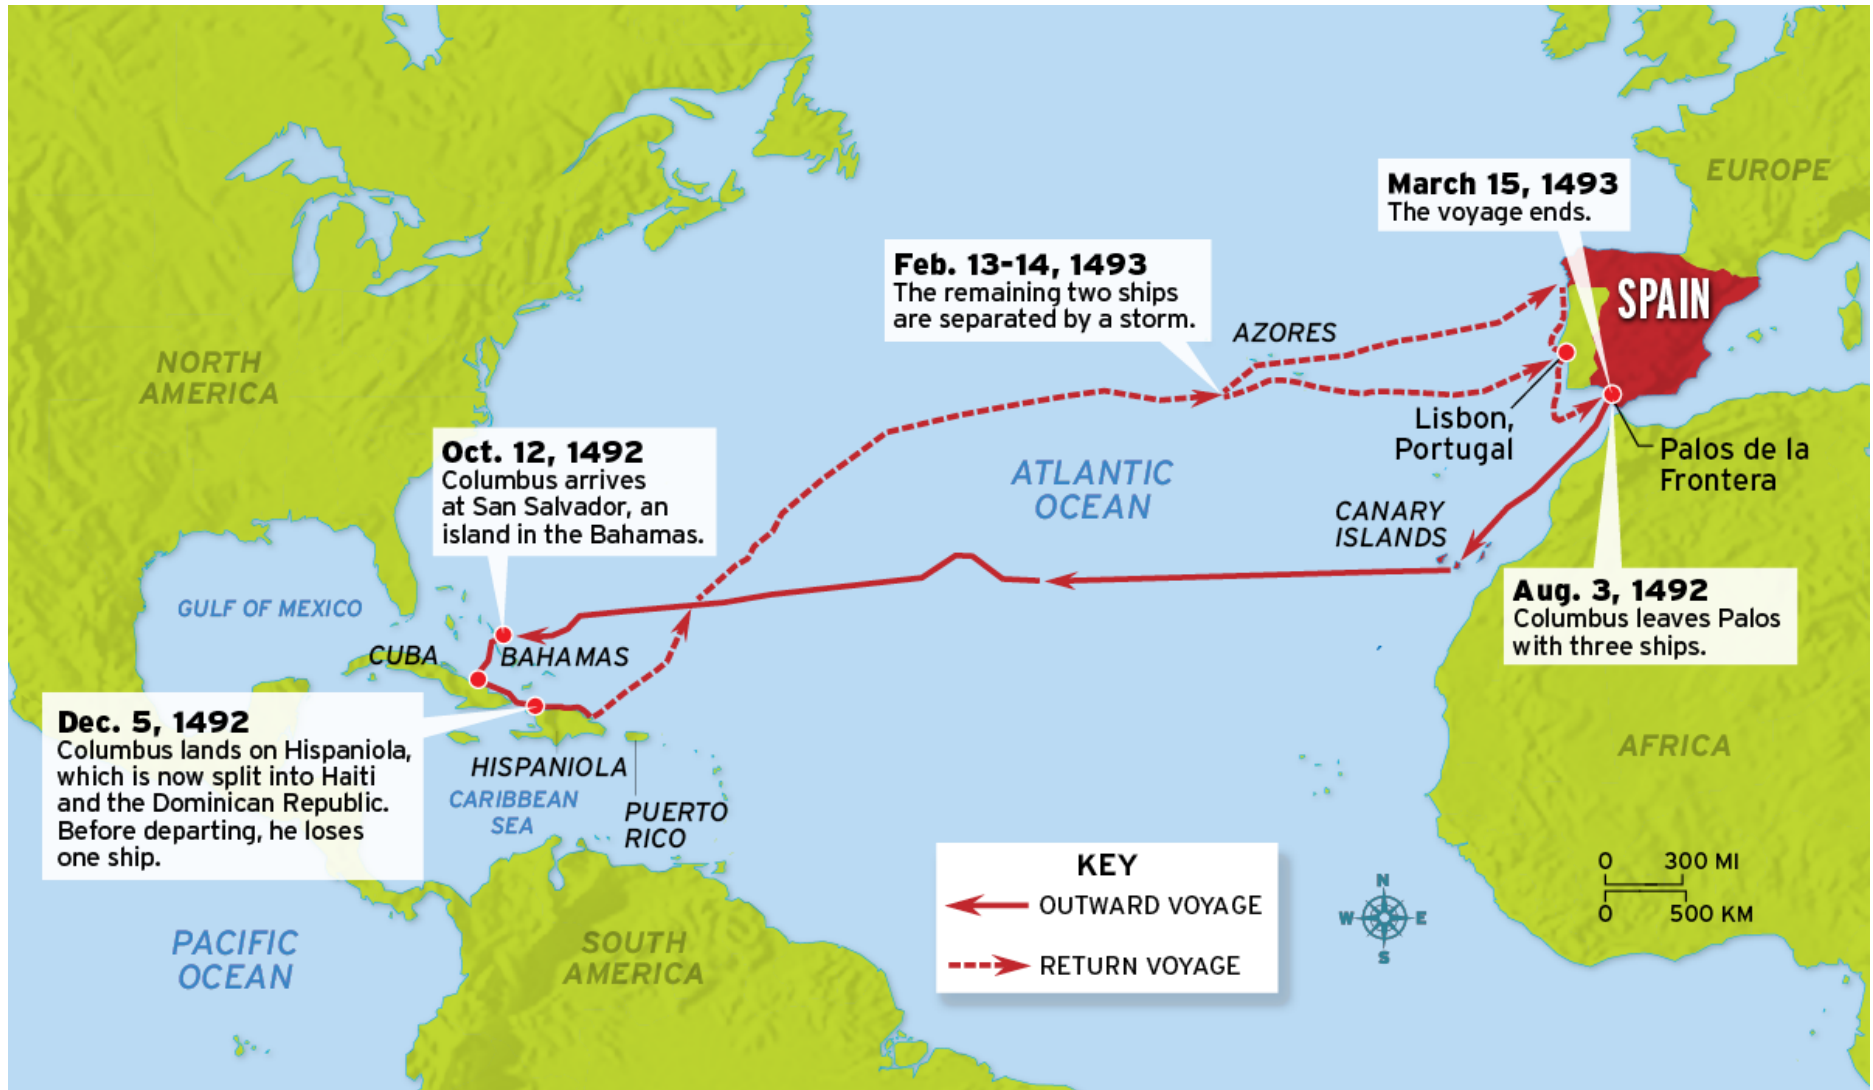 EUROPE
March 15, 1493
The voyage ends.
Feb. 13-14, 1493
The remaining two ships
are separated by a storm.
SPAIN
AZORES
NORTH
AMERICA
Lisbon,
Portugal
Palos de la
Frontera
Oct. 12, 1492
Columbus arrives
at San Salvador, an
island in the Bahamas.
ATLANTIC
OCEAN
CANARY
ISLANDS
Aug. 3, 1492
Columbus leaves Palos
with three ships.
GULF OF MEXICO
CUBA
BAHAMAS
Dec. 5, 1492
Columbus lands on Hispaniola,
which is now split into Haiti
and the Dominican Republic.
Before departing, he loses
one ship.
HISPANIOLA
CARIBBEAN
SEA
PUERTO
RICO
AFRICA
KEY
OUTWARD VOYAGE
RETURN VOYAGE
N
W
E
S
0 300 MI
0 500 KM
PACIFIC
OCEAN
SOUTH
AMERICA